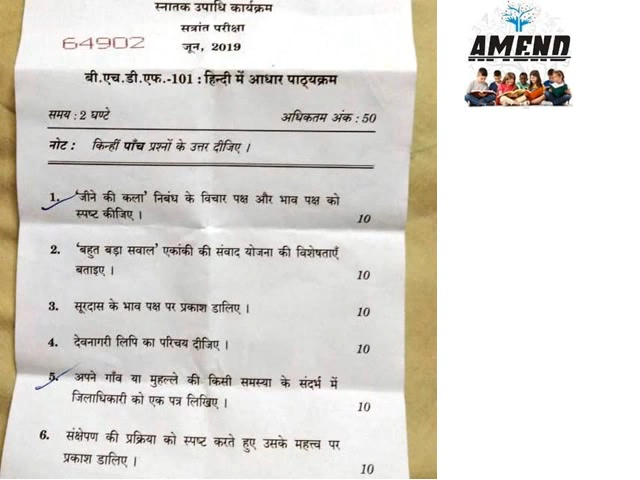 स्नातक उपाधि कार्यक्रम
सत्रांत परीक्षा
64902
जून, 2019
बी.एच.डी.एफ.-101 : हिन्दी में आधार पाठ्यक्रम
समय : 2 घण्टे अधिकतम अंक : 50
नोट : किन्हीं पाँच प्रश्नों के उत्तर दीजिए ।
1. 'जीने की कला' निबंध के विचार पक्ष और भाव पक्ष को
स्पष्ट कीजिए । 10
2. 'बहुत बड़ा सवाल' एकांकी की संवाद योजना की विशेषताएँ
बताइए । 10
3. सूरदास के भाव पक्ष पर प्रकाश डालिए । 10
4. देवनागरी लिपि का परिचय दीजिए । 10
5. अपने गाँव या मुहल्ले की किसी समस्या के संदर्भ में
जिलाधिकारी को एक पत्र लिखिए । 10
6. संक्षेपण की प्रक्रिया को स्पष्ट करते हुए उसके महत्त्व पर
प्रकाश डालिए । 10
AMEND